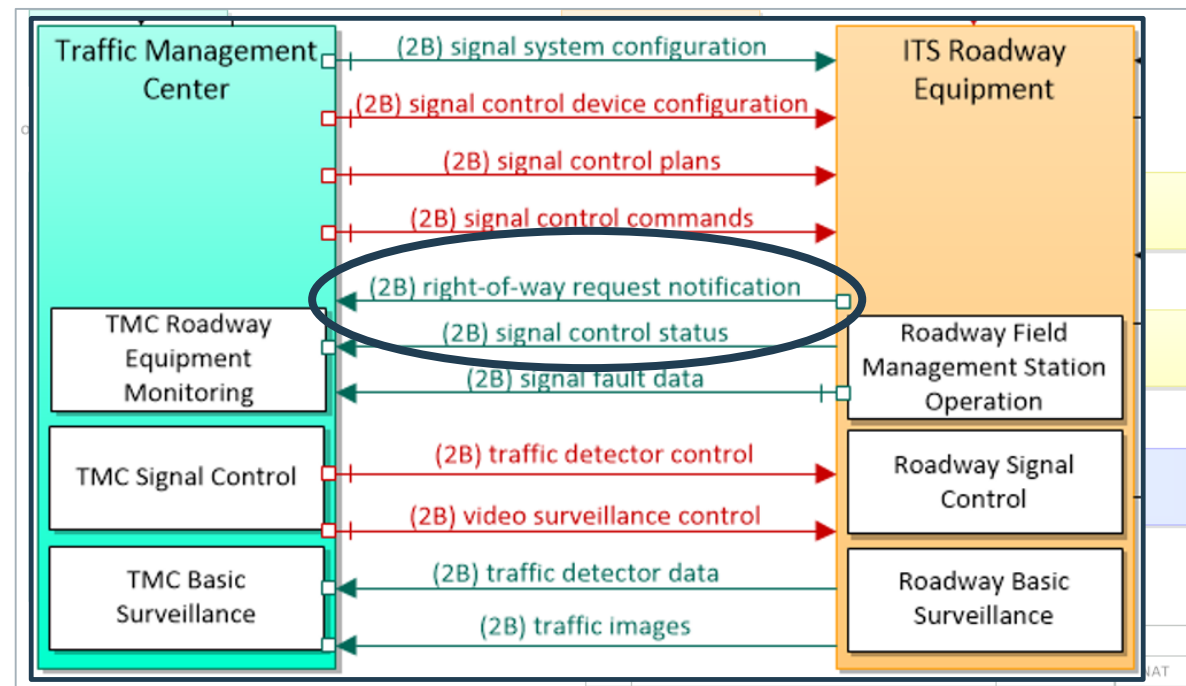 Traffic Management
Center
(2B) signal system configuration
ITS Roadway
Equipment
(2B) signal control device configuration
(2B) signal control plans
(2B) signal control commands
(2B) right-of-way request notification
(2B) signal control status
(2B) signal fault data
TMC Roadway
Equipment
Monitoring
Roadway Field
Management Station
Operation
(2B) traffic detector control
TMC Signal Control
Roadway Signal
Control
(2B) video surveillance control
(2B) traffic detector data
TMC Basic
Surveillance
Roadway Basic
Surveillance
(2B) traffic images